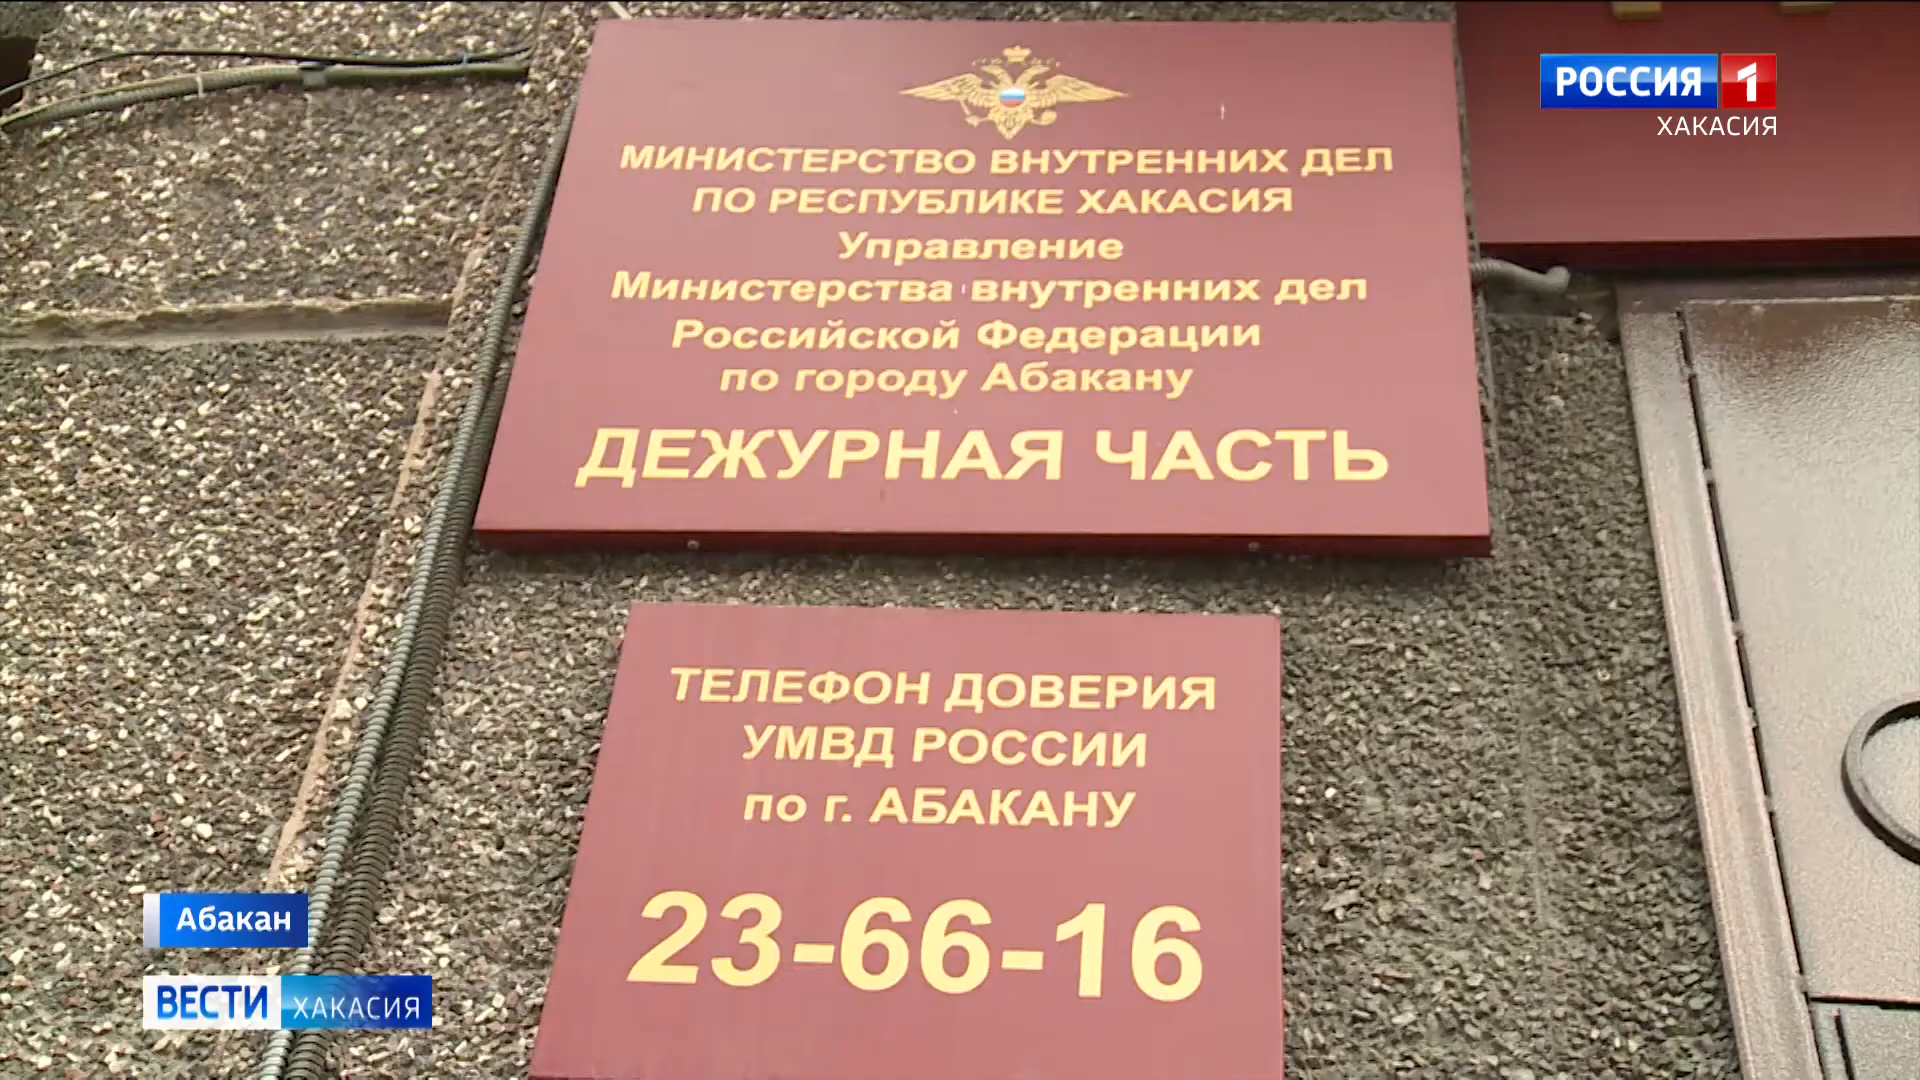 МИНИСТЕРСТВО ВНУТРЕННИХ ДЕЛ
ПО РЕСПУБЛИКЕ ХАКАСИЯ
Управление
Министерства внутренних дел
Российской Федерации
по городу Абакану
ДЕЖУРНАЯ ЧАСТЬ
РОССИЯ 1
ХАКАСИЯ
ТЕЛЕФОН ДОВЕРИЯ
УМВД РОССИИ
по г. АБАКАНУ
23-66-16
Абакан
ВЕСТИ ХАКАСИЯ